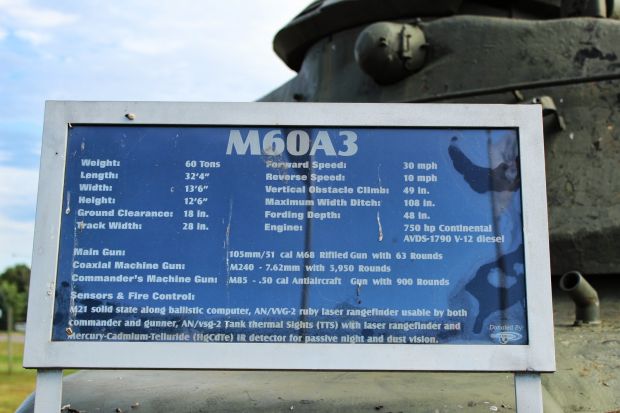 M60A3
Weight: 60 Tons
Length: 32'4"
Width: 13'6"
Height: 12'6"
Ground Clearance: 18 in.
Track Width: 28 in.
Forward Speed: 30 mph
Reverse Speed: 10 mph
Vertical Obstacle Climb: 49 in.
Maximum Width Ditch: 108 in.
Fording Depth: 48 in.
Engine: 750 hp Continental
AVDS-1790 V-12 diesel
Main Gun: 105mm/51 cal M68 Rifled Gun with 63 Rounds
Coaxial Machine Gun: M240 - 7.62mm with 5,950 Rounds
Commander's Machine Gun: M85 - .50 cal Antiaircraft Gun with 900 Rounds
Sensors & Fire Control:
M21 solid state along ballistic computer, AN/VVG-2 ruby laser rangefinder usable by both
commander and gunner, AN/vsg-2 Tank thermal Sights (TTS) with laser rangefinder and
Mercury-Cadmium-Telluride (HgCdTe) IR detector for passive night and dust vision.
Donated By